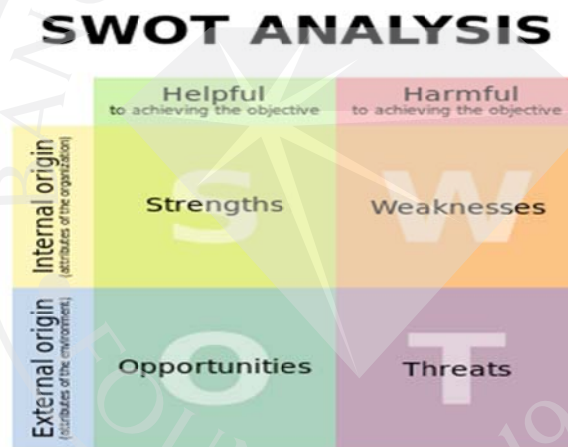 SWOT ANALYSIS
Helpful
to achieving the objective
Harmful
to achieving the objective
Internal origin
(attributes of the organization)
S
Strengths
W
Weaknesses
External origin
(attributes of the environment)
O
Opportunities
T
Threats